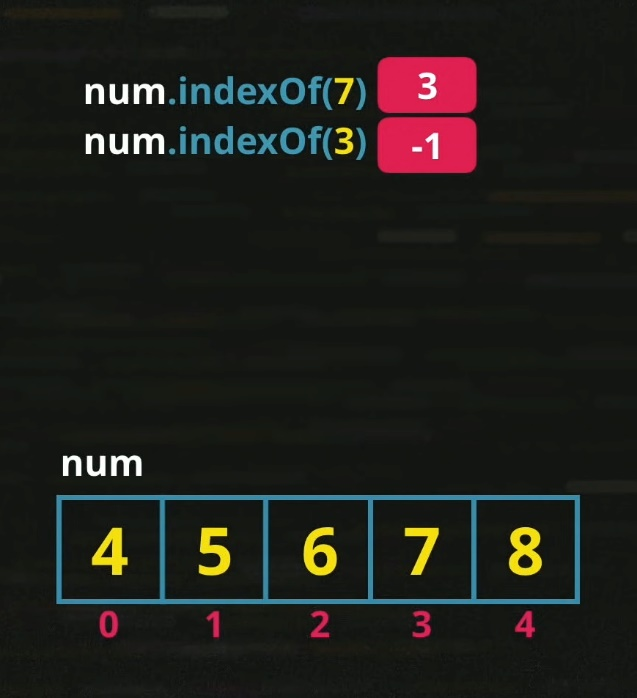 num.indexOf(7) 3
num.indexOf(3) -1
num
4 5 6 7 8
0 1 2 3 4